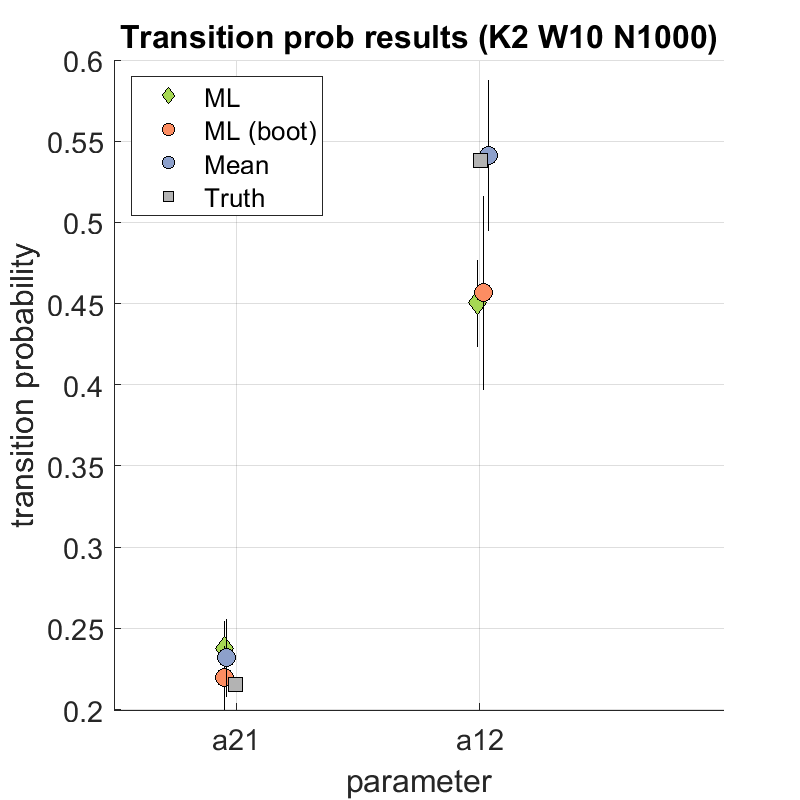 Transition prob results (K2 W10 N1000)
0.6
0.55
0.5
0.45
0.4
0.35
0.3
0.25
0.2
transition probability
ML
ML (boot)
Mean
Truth
a21
a12
parameter